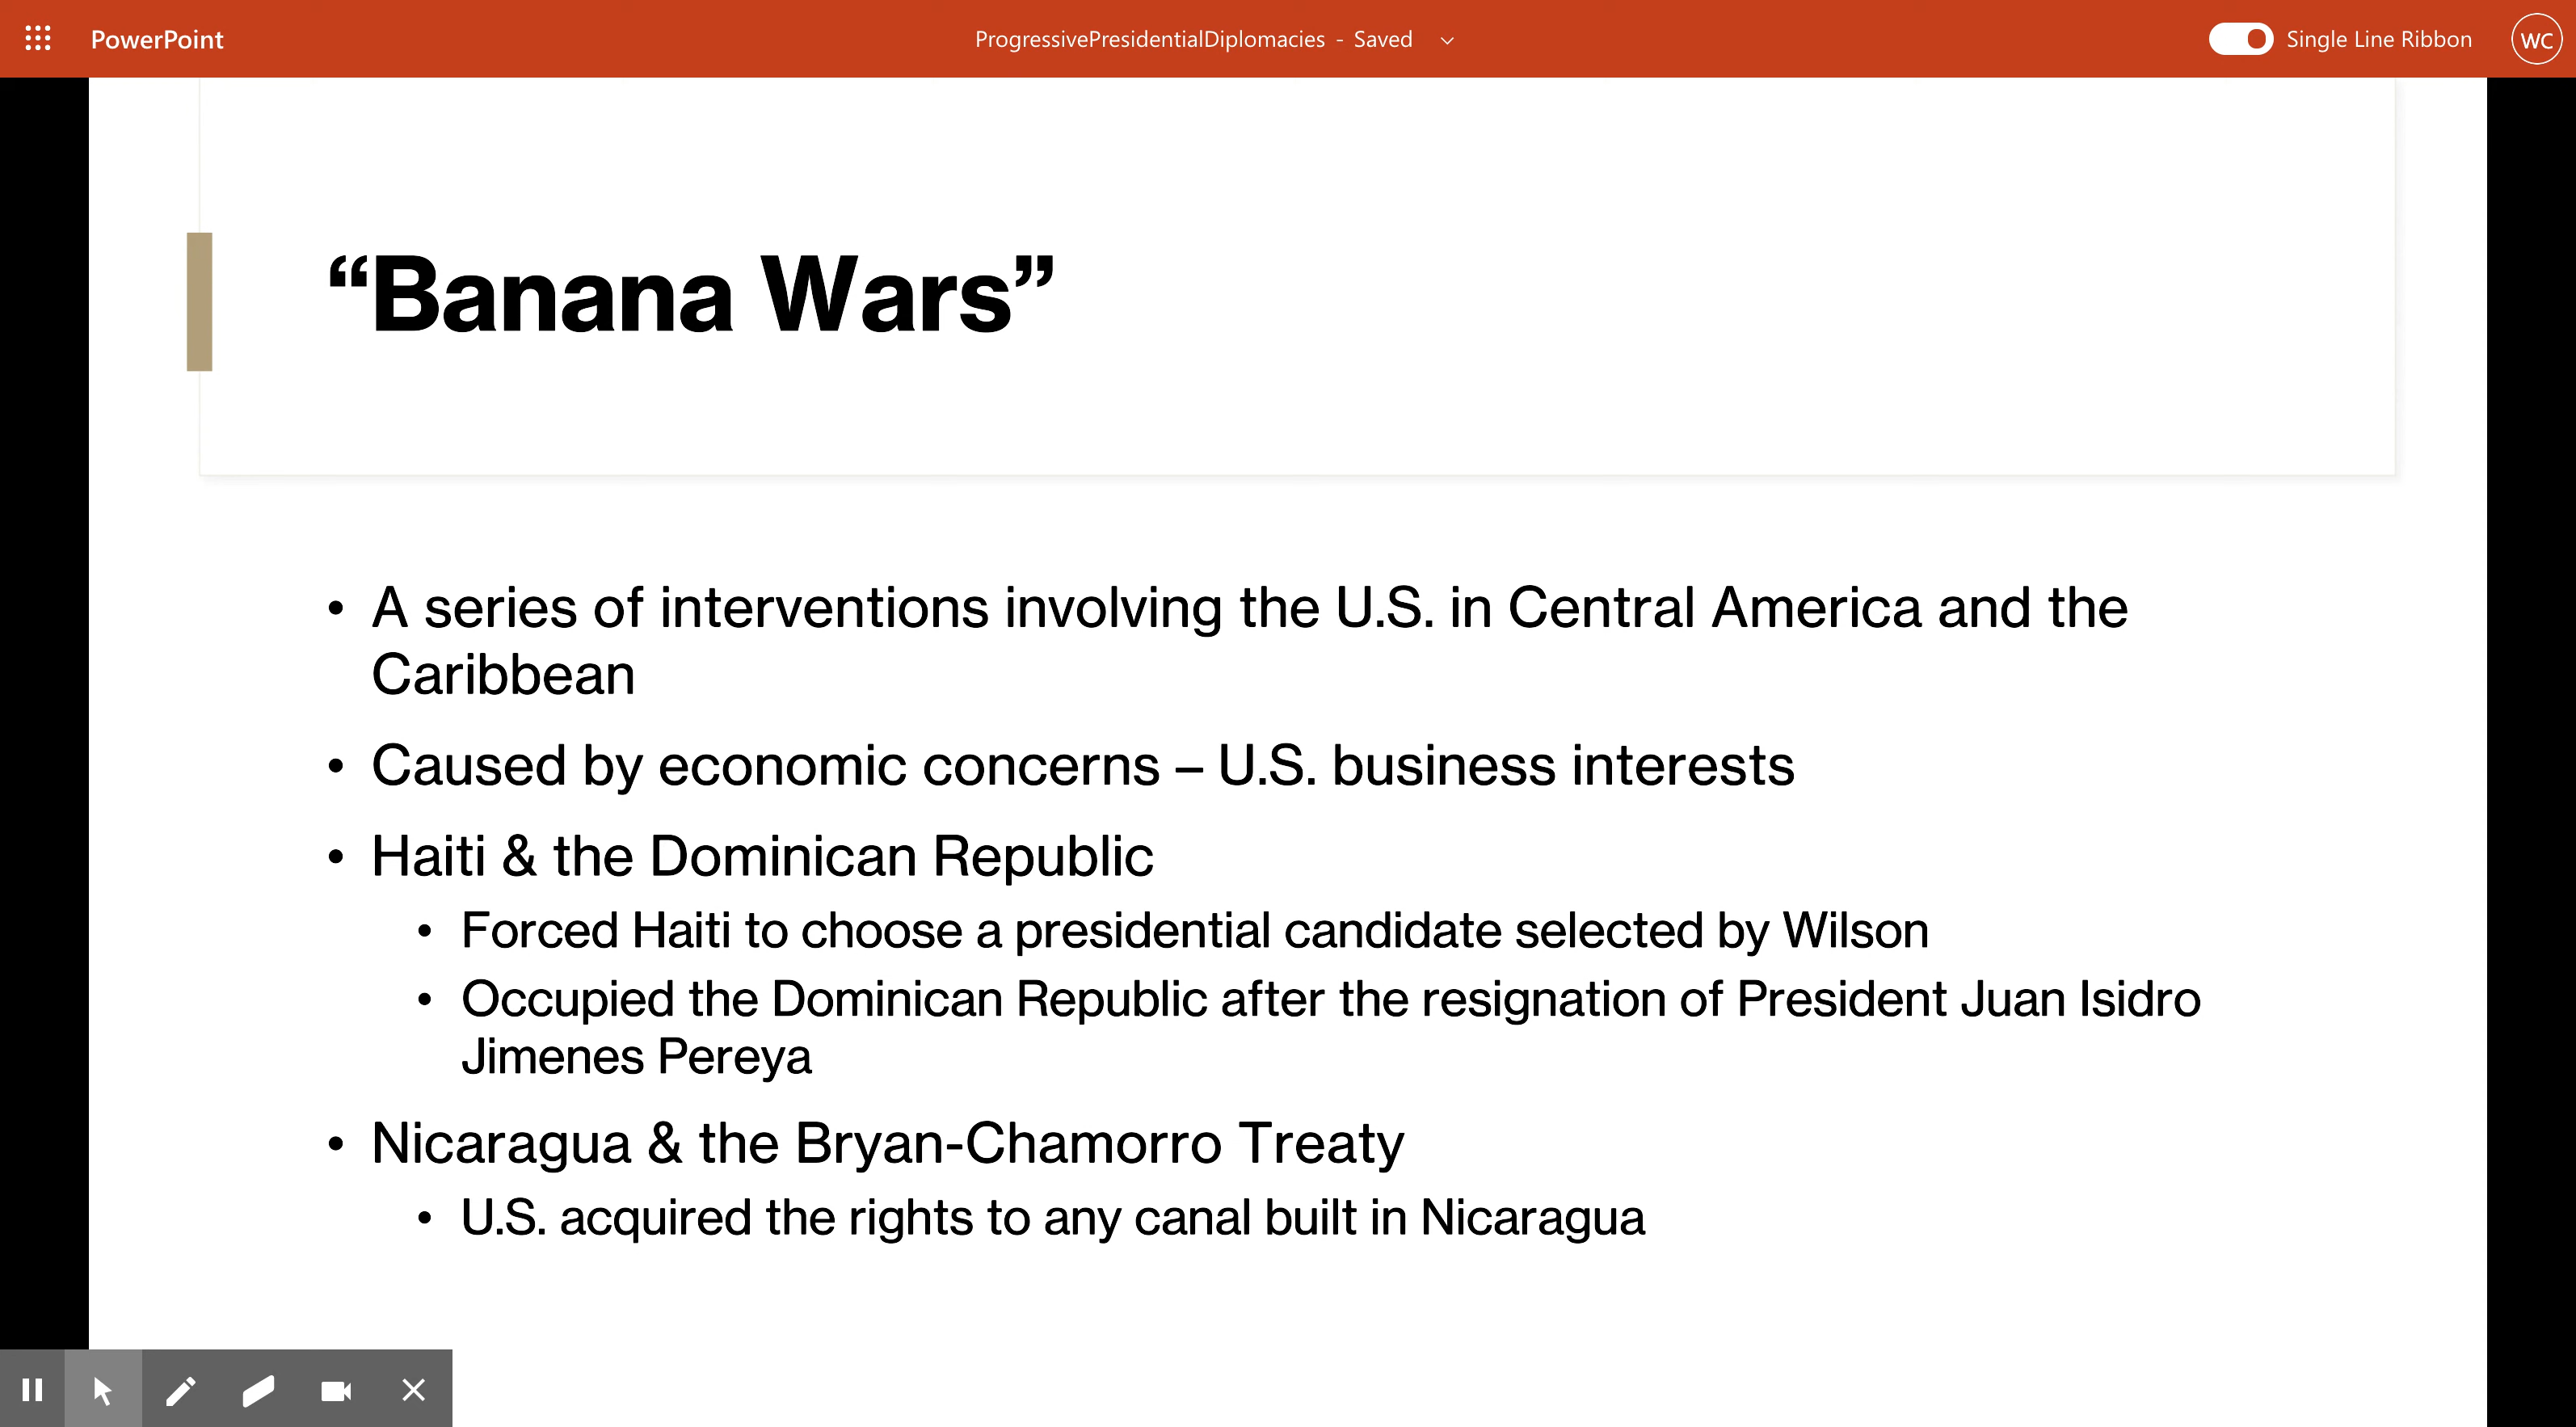 PowerPoint
ProgressivePresidentialDiplomacies - Saved
Single Line Ribbon
WC
“Banana Wars”
• A series of interventions involving the U.S. in Central America and the
Caribbean
• Caused by economic concerns – U.S. business interests
• Haiti & the Dominican Republic
• Forced Haiti to choose a presidential candidate selected by Wilson
• Occupied the Dominican Republic after the resignation of President Juan Isidro
Jimenes Pereya
• Nicaragua & the Bryan-Chamorro Treaty
• U.S. acquired the rights to any canal built in Nicaragua